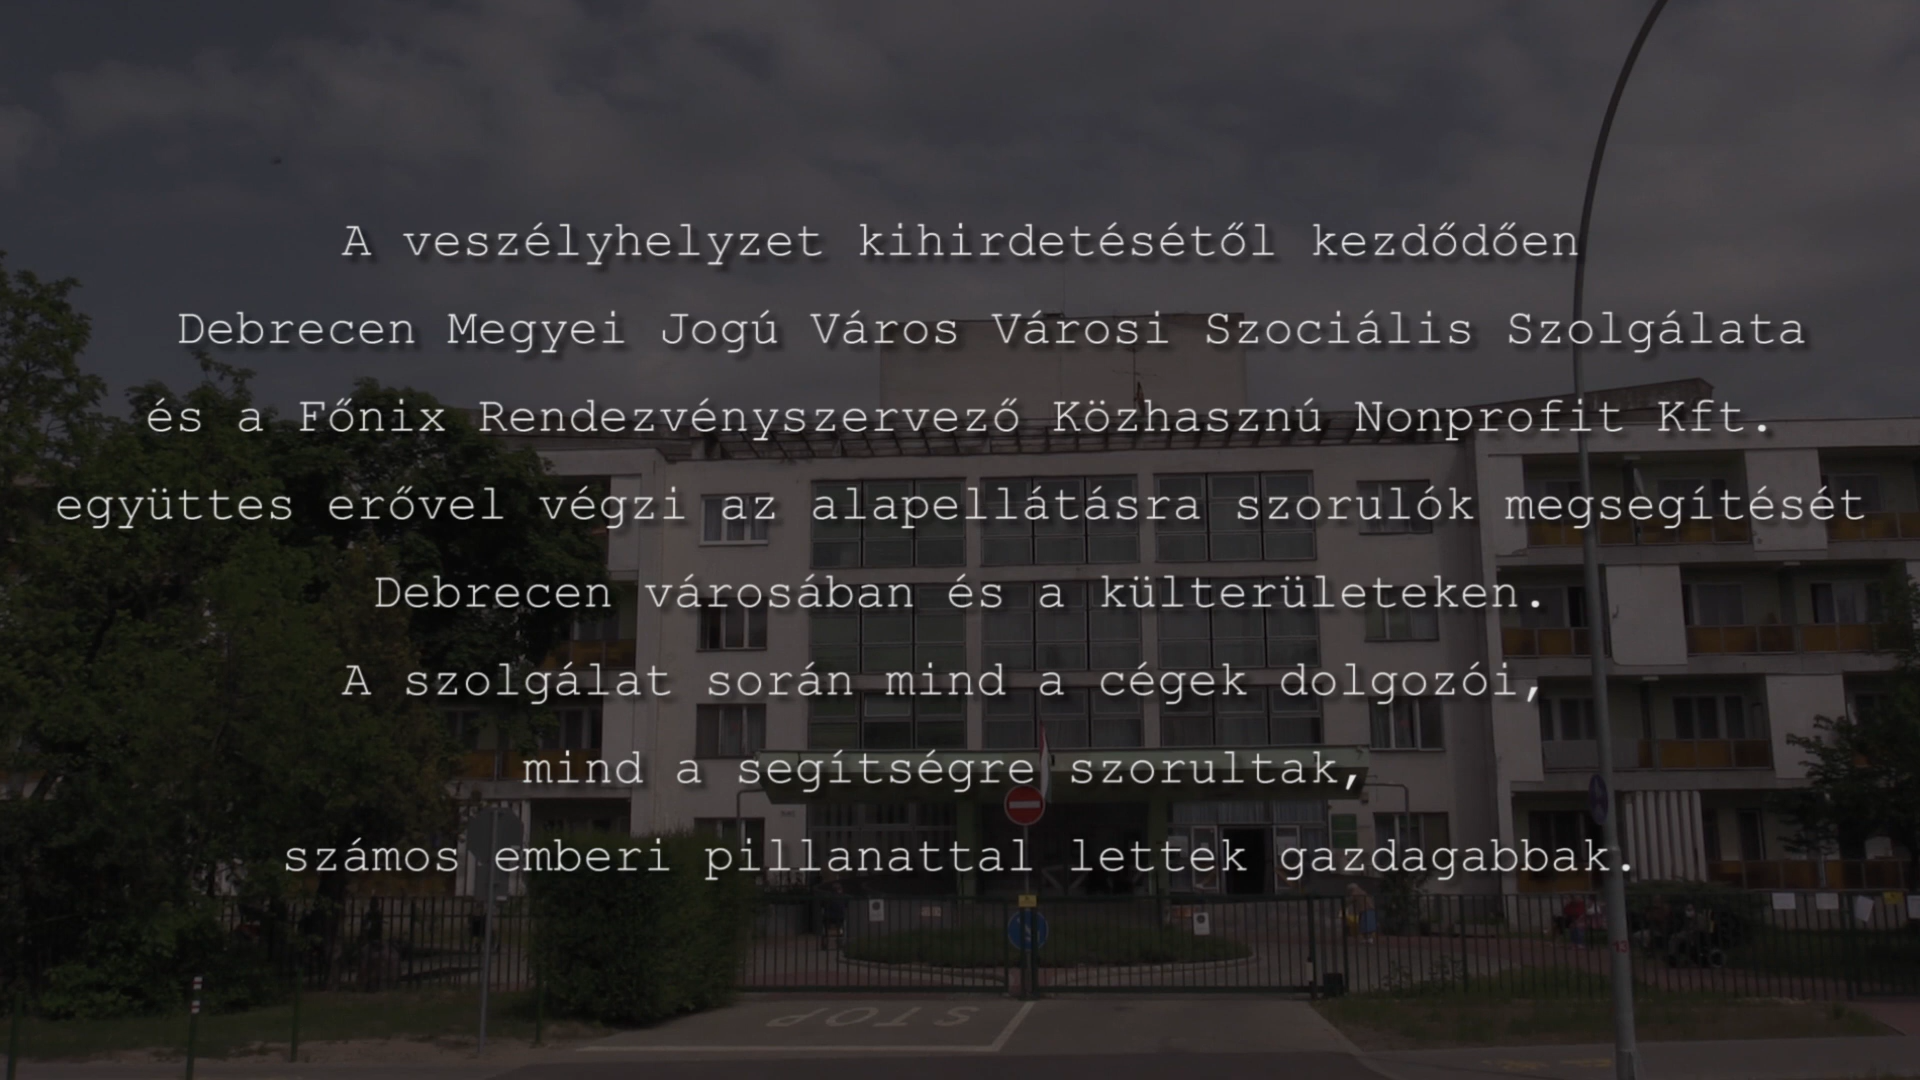 A veszélyhelyzet kihirdetésétől kezdődően
Debrecen Megyei Jogú Város Városi Szociális Szolgálata
és a Főnix Rendezvényszervező Közhasznú Nonprofit Kft.
együttes erővel végzi az alapellátásra szorulók megsegítését
Debrecen városában és a külterületeken.
A szolgálat során mind a cégek dolgozói,
mind a segítségre szorultak,
számos emberi pillanattal lettek gazdagabbak.
STOP